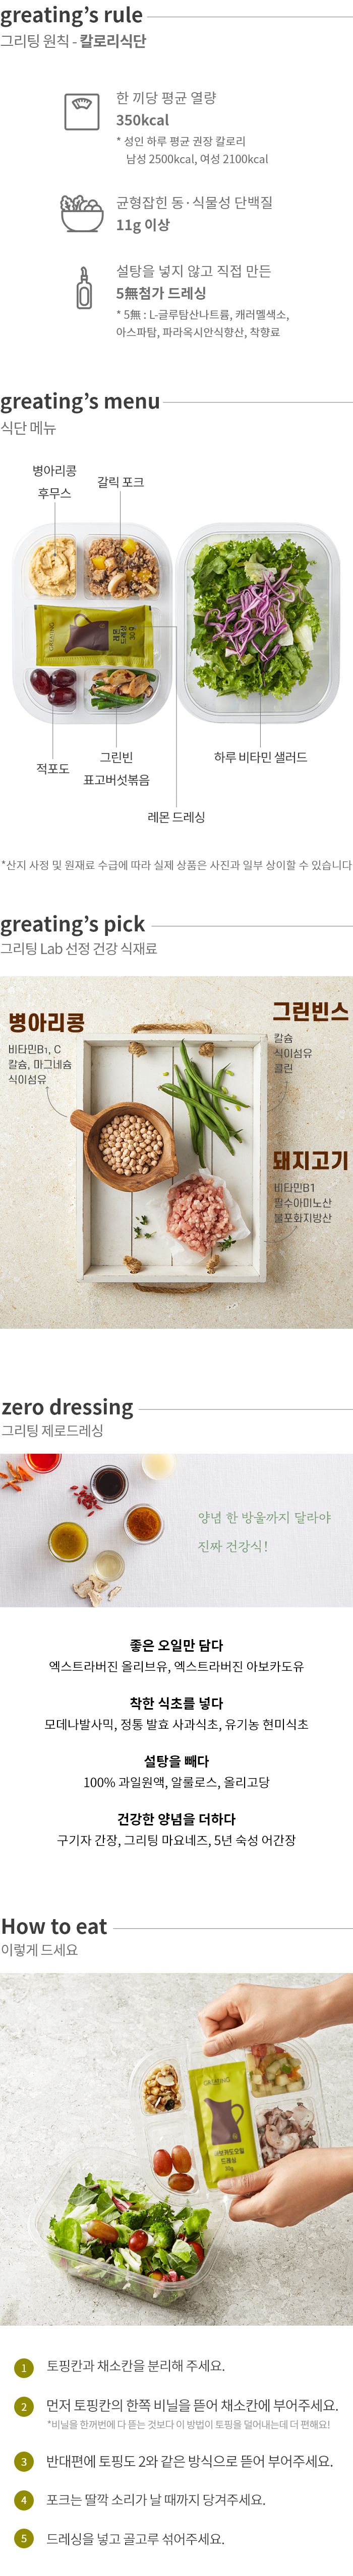 greating's rule
그리팅 원칙 - 칼로리식단
한 끼당 평균 열량
350kcal
* 성인 하루 평균 권장 칼로리
남성 2500kcal, 여성 2100kcal
균형잡힌 동·식물성 단백질
11g 이상
설탕을 넣지 않고 직접 만든
5無첨가 드레싱
* 5無 : L-글루탐산나트륨, 캐러멜색소,
아스파탐, 파라옥시안식향산, 착향료
greating's menu
식단 메뉴
병아리콩
후무스
갈릭 포크
GREATING
레몬
드레싱
30g
적포도
그린빈
표고버섯볶음
하루 비타민 샐러드
레몬 드레싱
*산지 사정 및 원재료 수급에 따라 실제 상품은 사진과 일부 상이할 수 있습니다
greating's pick
그리팅 Lab 선정 건강 식재료
병아리콩
비타민B1, C
칼슘, 마그네슘
식이섬유
그린빈스
칼슘
식이섬유
콜린
돼지고기
비타민B1
필수아미노산
불포화지방산
zero dressing
그리팅 제로드레싱
양념 한 방울까지 달라야
진짜 건강식!
좋은 오일만 담다
엑스트라버진 올리브유, 엑스트라버진 아보카도유
착한 식초를 넣다
모데나발사믹, 정통 발효 사과식초, 유기농 현미식초
설탕을 빼다
100% 과일원액, 알룰로스, 올리고당
건강한 양념을 더하다
구기자 간장, 그리팅 마요네즈, 5년 숙성 어간장
How to eat
이렇게 드세요
GREATING
아보카도오일
드레싱
30g
1 토핑칸과 채소칸을 분리해 주세요.
2 먼저 토핑칸의 한쪽 비닐을 뜯어 채소칸에 부어주세요.
*비닐을 한꺼번에 다 뜯는 것보다 이 방법이 토핑을 덜어내는데 더 편해요!
3 반대편에 토핑도 2와 같은 방식으로 뜯어 부어주세요.
4 포크는 딸깍 소리가 날 때까지 당겨주세요.
5 드레싱을 넣고 골고루 섞어주세요.